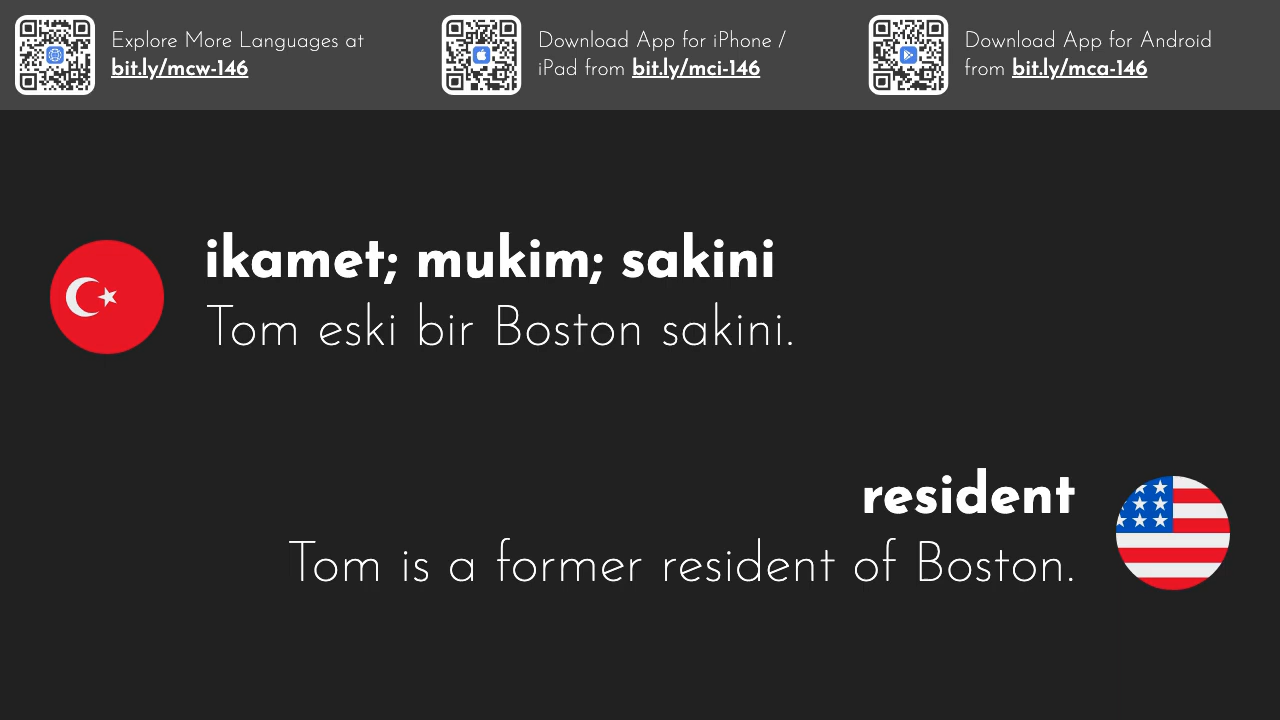 Explore More Languages at
bit.ly/mcw-146
Download App for iPhone /
iPad from bit.ly/mci-146
Download App for Android
from bit.ly/mca-146
ikamet; mukim; sakini
Tom eski bir Boston sakini.
resident
Tom is a former resident of Boston.